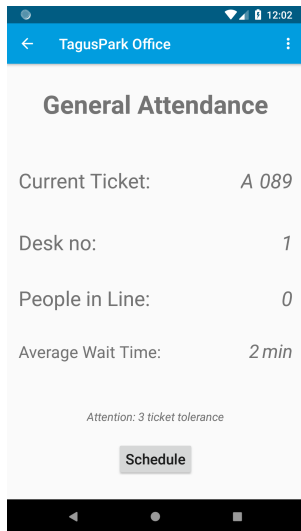 12:02
TagusPark Office
General Attendance
Current Ticket: A 089
Desk no: 1
People in Line: 0
Average Wait Time: 2 min
Attention: 3 ticket tolerance
Schedule